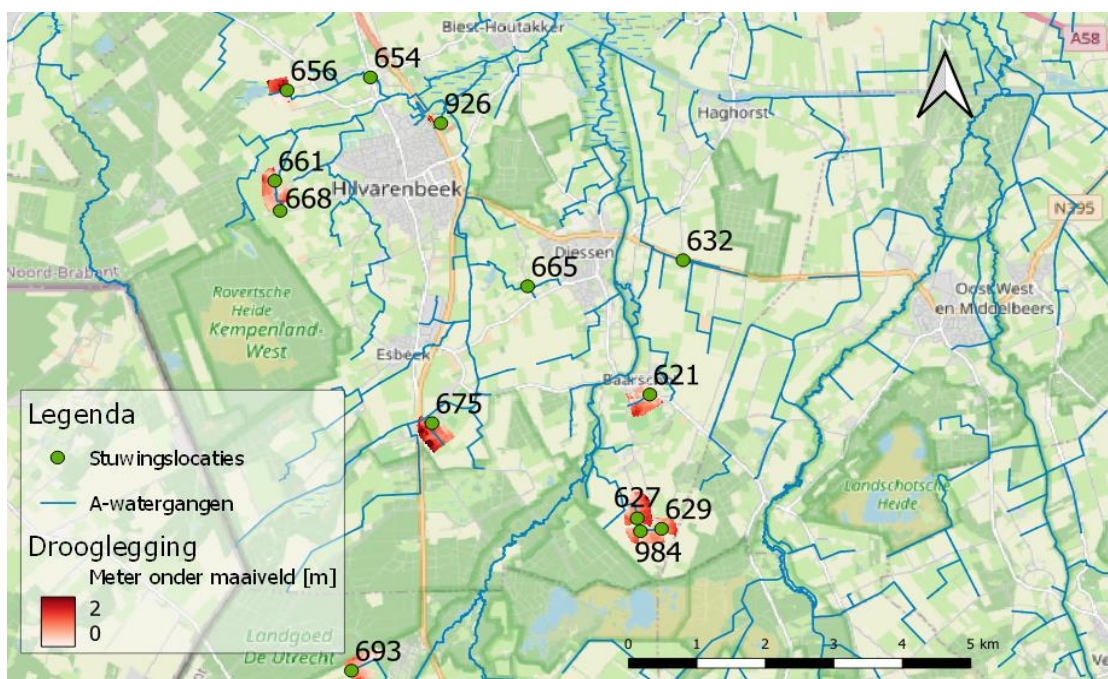 Biest-Houtakker
A58
654
656
926
N
Haghorst
661
Hilvarenbeek
668
N395
632
Diessen
665
Noord-Brabant
Oost West
en Middelbeers
Rovertsche
Heide
Kempenland-
West
Esbeek
621
675
Legenda
Stuwingslocaties
A-watergangen
Landschotsche
Heide
627
629
984
Drooglegging
Meter onder maaiveld [m]
2
0
Landgoed
De Utrecht
693
0 1 2 3 4 5 km